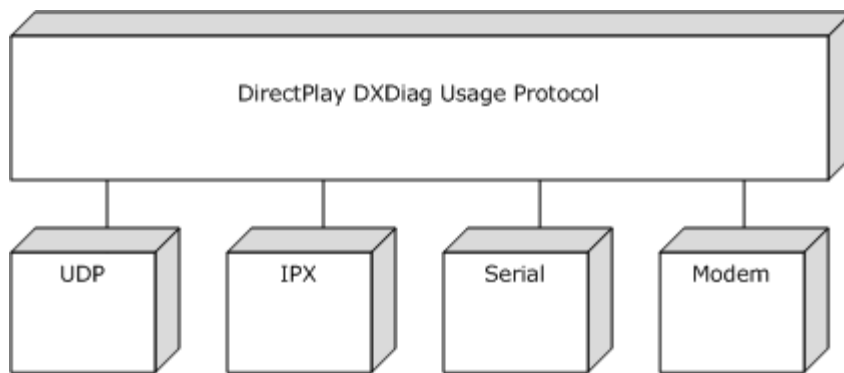 DirectPlay DXDiag Usage Protocol
UDP
IPX
Serial
Modem